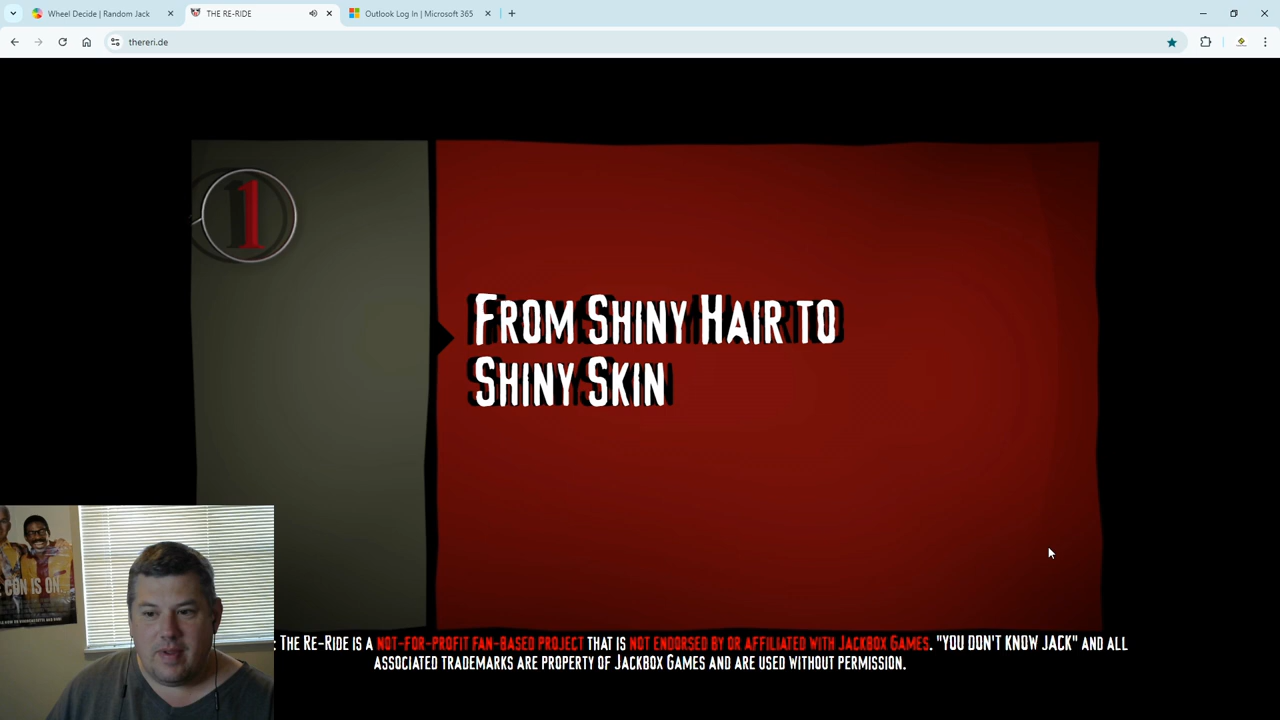 Wheel Decide | Random Jack
THE RE-RIDE
Outlook Log In | Microsoft 365
thereri.de
1
FROM SHINY HAIR TO
SHINY SKIN
CON IS ON
: THE RE-RIDE IS A NOT-FOR-PROFIT FAN-BASED PROJECT THAT IS NOT ENDORSED BY OR AFFILIATED WITH JACKBOX GAMES. "YOU DON'T KNOW JACK" AND ALL
ASSOCIATED TRADEMARKS ARE PROPERTY OF JACKBOX GAMES AND ARE USED WITHOUT PERMISSION.